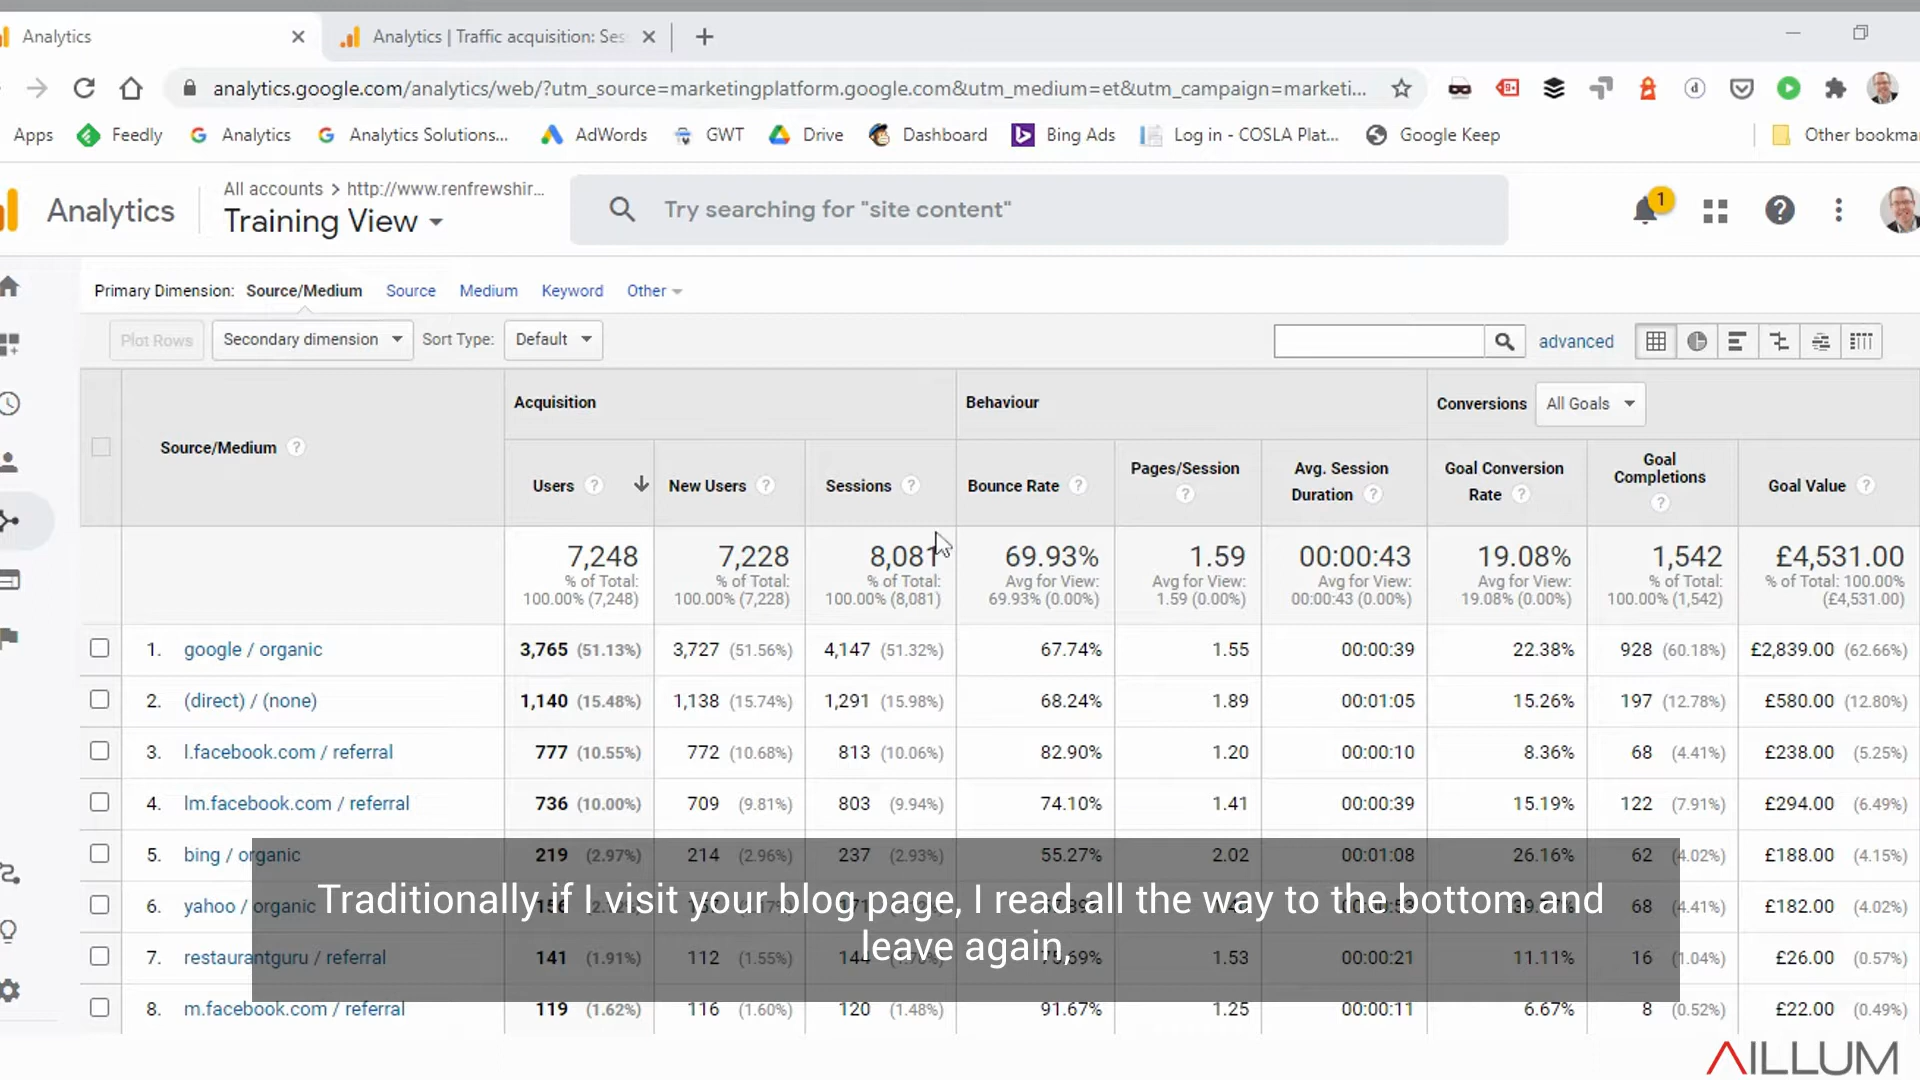 Analytics
Analytics | Traffic acquisition: Ses
analytics.google.com/analytics/web/?utm_source=marketingplatform.google.com&utm_medium=et&utm_campaign=marketi...
Apps Feedly Analytics Analytics Solutions... AdWords GWT Drive Dashboard Bing Ads Log in - COSLA Plat... Google Keep Other bookma
Analytics
All accounts > http://www.renfrewshir...
Training View
Try searching for "site content"
1
Primary Dimension: Source/Medium Source Medium Keyword Other
Plot Rows Secondary dimension Sort Type: Default advanced
Acquisition Behaviour Conversions All Goals
Source/Medium ? Users ? New Users ? Sessions ? Bounce Rate ? Pages/Session ? Avg. Session Duration ? Goal Conversion Rate ? Goal Completions ? Goal Value ?
7,248 7,228 8,081 69.93% 1.59 00:00:43 19.08% 1,542 £4,531.00
% of Total: % of Total: % of Total: Avg for View: Avg for View: Avg for View: Avg for View: % of Total: % of Total: 100.00%
100.00% (7,248) 100.00% (7,228) 100.00% (8,081) 69.93% (0.00%) 1.59 (0.00%) 00:00:43 (0.00%) 19.08% (0.00%) 100.00% (1,542) (£4,531.00)
1. google / organic 3,765 (51.13%) 3,727 (51.56%) 4,147 (51.32%) 67.74% 1.55 00:00:39 22.38% 928 (60.18%) £2,839.00 (62.66%)
2. (direct) / (none) 1,140 (15.48%) 1,138 (15.74%) 1,291 (15.98%) 68.24% 1.89 00:01:05 15.26% 197 (12.78%) £580.00 (12.80%)
3. l.facebook.com / referral 777 (10.55%) 772 (10.68%) 813 (10.06%) 82.90% 1.20 00:00:10 8.36% 68 (4.41%) £238.00 (5.25%)
4. lm.facebook.com / referral 736 (10.00%) 709 (9.81%) 803 (9.94%) 74.10% 1.41 00:00:39 15.19% 122 (7.91%) £294.00 (6.49%)
5. bing / organic 219 (2.97%) 214 (2.96%) 237 (2.93%) 55.27% 2.02 00:01:08 26.16% 62 (4.02%) £188.00 (4.15%)
6. yahoo / organic 68 (4.41%) £182.00 (4.02%)
Traditionally if I visit your blog page, I read all the way to the bottom and
leave again,
7. restaurantguru / referral 141 (1.91%) 112 (1.55%) 1.53 00:00:21 11.11% 16 (1.04%) £26.00 (0.57%)
8. m.facebook.com / referral 119 (1.62%) 116 (1.60%) 120 (1.48%) 91.67% 1.25 00:00:11 6.67% 8 (0.52%) £22.00 (0.49%)
AILLUM